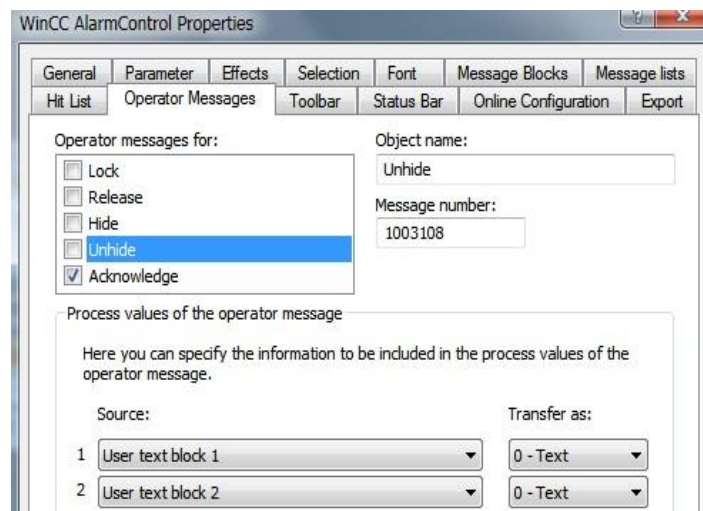 WinCC AlarmControl Properties
General Parameter Effects Selection Font Message Blocks Message lists
Hit List Operator Messages Toolbar Status Bar Online Configuration Export
Operator messages for:
Lock
Release
Hide
Unhide
Acknowledge
Object name:
Unhide
Message number:
1003108
Process values of the operator message
Here you can specify the information to be included in the process values of the
operator message.
Source: Transfer as:
1 User text block 1 0 - Text
2 User text block 2 0 - Text